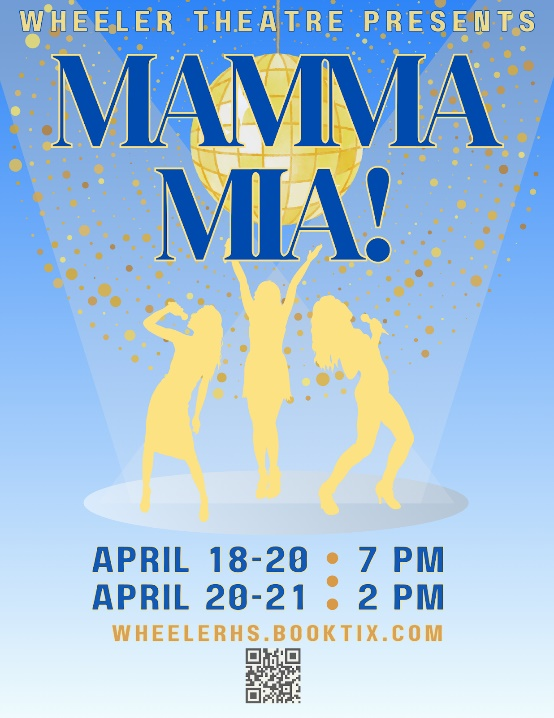 WHEELER THEATRE PRESENTS
MAMMA
MIA!
APRIL 18-20 : 7 PM
APRIL 20-21 : 2 PM
WHEELERHS.BOOKTIX.COM